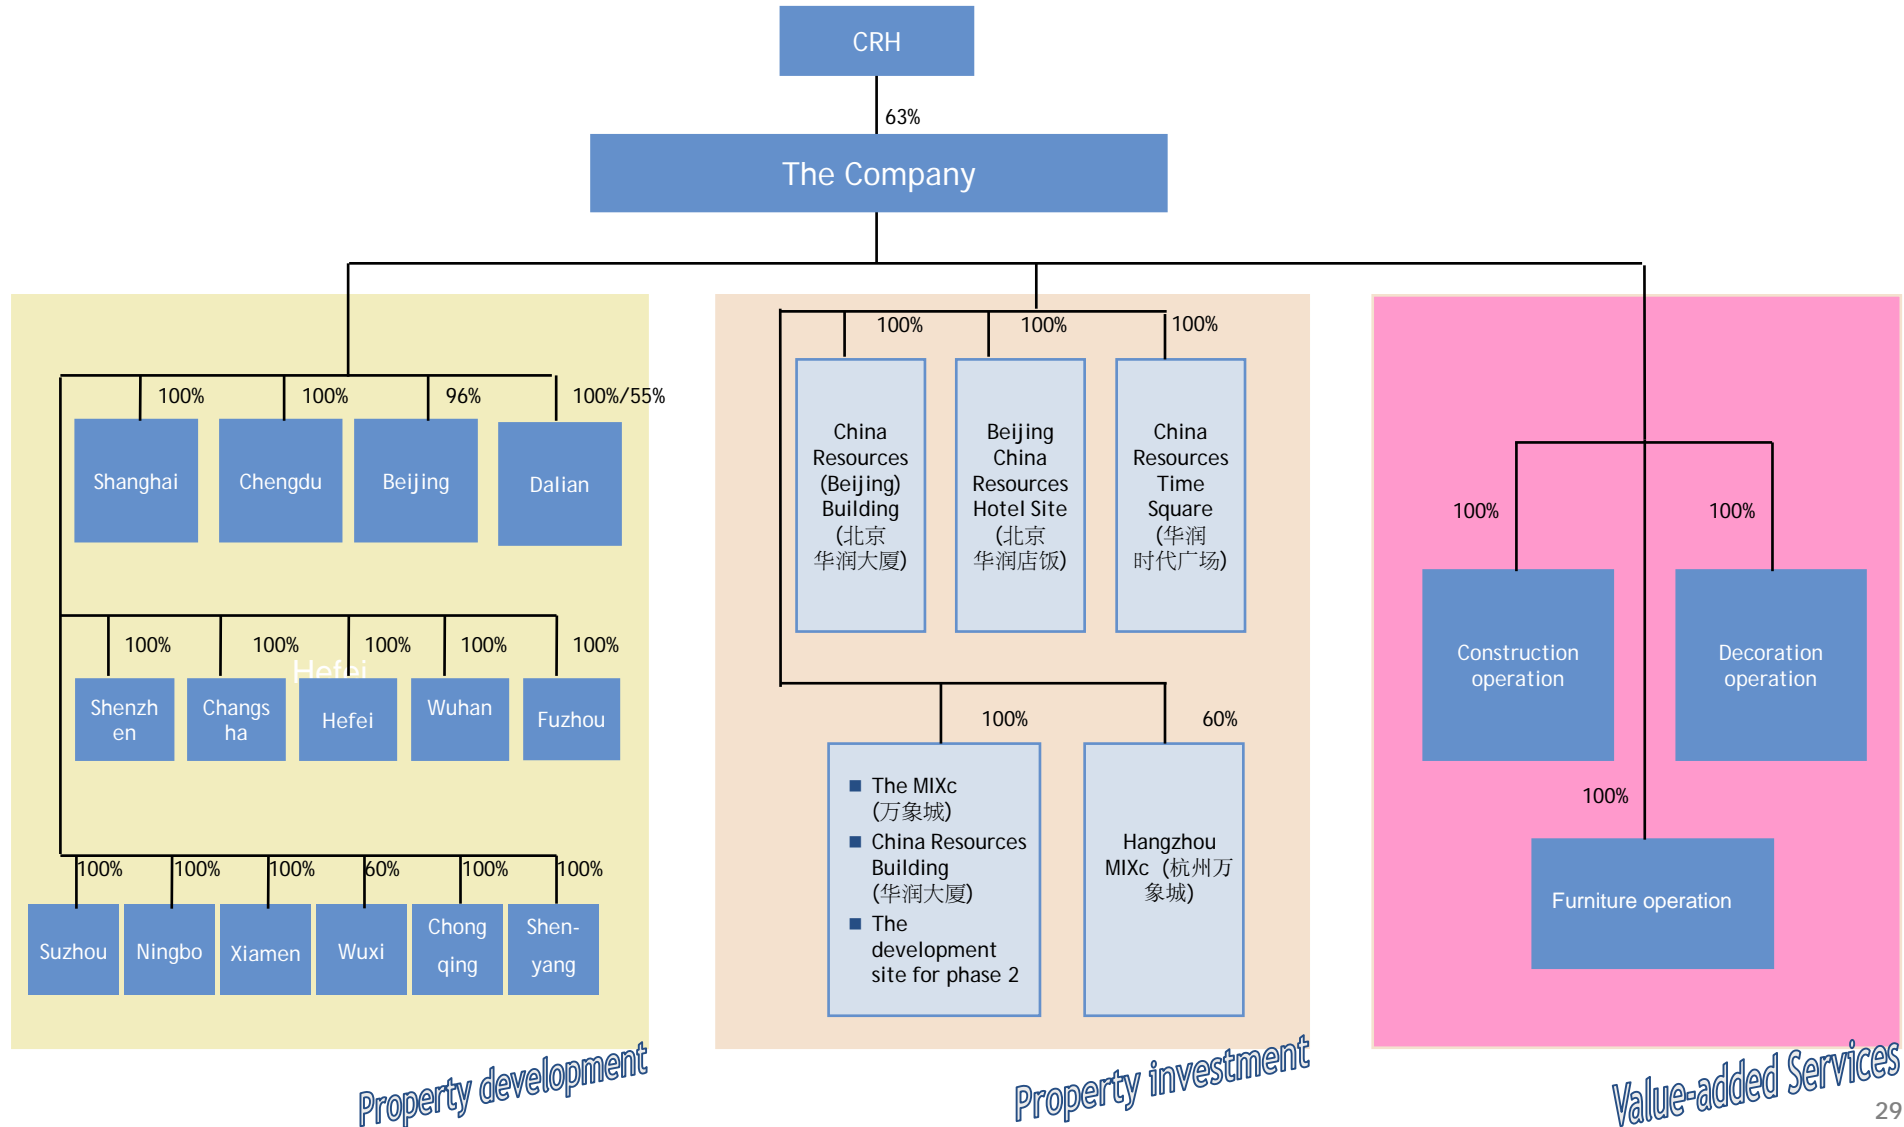 CRH
63%
The Company
100%
100%
96%
100%/55%
Shanghai
Chengdu
Beijing
Dalian
100%
100%
100%
100%
100%
Hefei
Shenzh
en
Changs
ha
Hefei
Wuhan
Fuzhou
100%
100%
100%
60%
100%
100%
Suzhou
Ningbo
Xiamen
Wuxi
Chong
qing
Shen-
yang
Property development
100%
100%
100%
China
Resources
(Beijing)
Building
(北京
华润大厦)
Beijing
China
Resources
Hotel Site
(北京
华润店饭)
China
Resources
Time
Square
(华润
时代广场)
100%
60%
■ The MIXc
(万象城)
■ China Resources
Building
(华润大厦)
■ The
development
site for phase 2
Hangzhou
MIXc (杭州万
象城)
Property investment
100%
100%
Construction
operation
Decoration
operation
100%
Furniture operation
Value-added Services
29